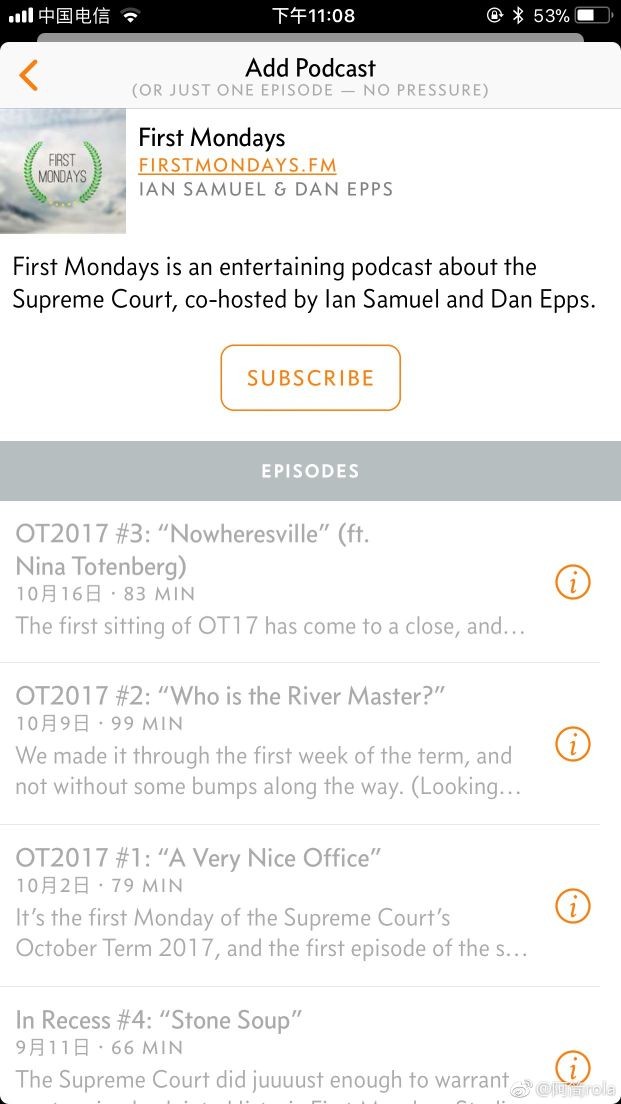 中国电信 下午11:08 53%
Add Podcast
(OR JUST ONE EPISODE — NO PRESSURE)
FIRST
MONDAYS
First Mondays
FIRSTMONDAYS.FM
IAN SAMUEL & DAN EPPS
First Mondays is an entertaining podcast about the
Supreme Court, co-hosted by Ian Samuel and Dan Epps.
SUBSCRIBE
EPISODES
OT2017 #3: “Nowheresville” (ft.
Nina Totenberg)
10月16日 · 83 MIN
The first sitting of OT17 has come to a close, and…
OT2017 #2: “Who is the River Master?”
10月9日 · 99 MIN
We made it through the first week of the term, and
not without some bumps along the way. (Looking…
OT2017 #1: “A Very Nice Office”
10月2日 · 79 MIN
It’s the first Monday of the Supreme Court’s
October Term 2017, and the first episode of the s…
In Recess #4: “Stone Soup”
9月11日 · 66 MIN
The Supreme Court did juuuust enough to warrant